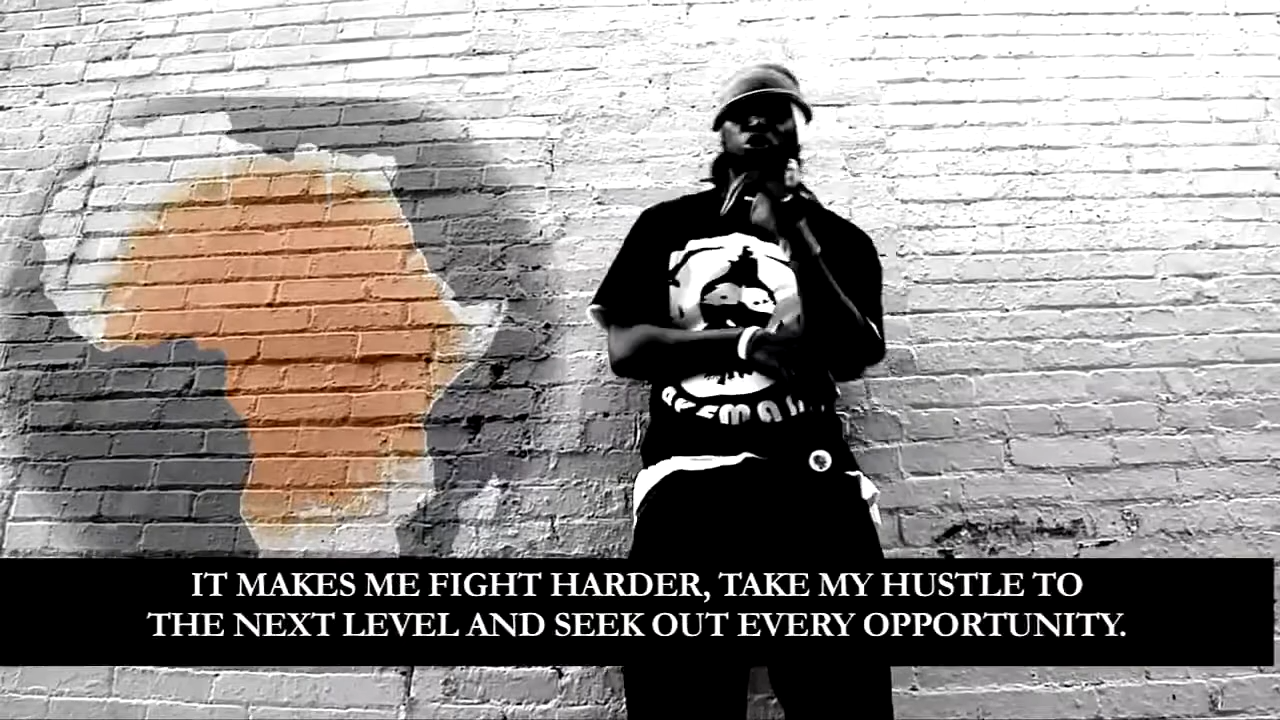 IT MAKES ME FIGHT HARDER, TAKE MY HUSTLE TO
THE NEXT LEVEL AND SEEK OUT EVERY OPPORTUNITY.